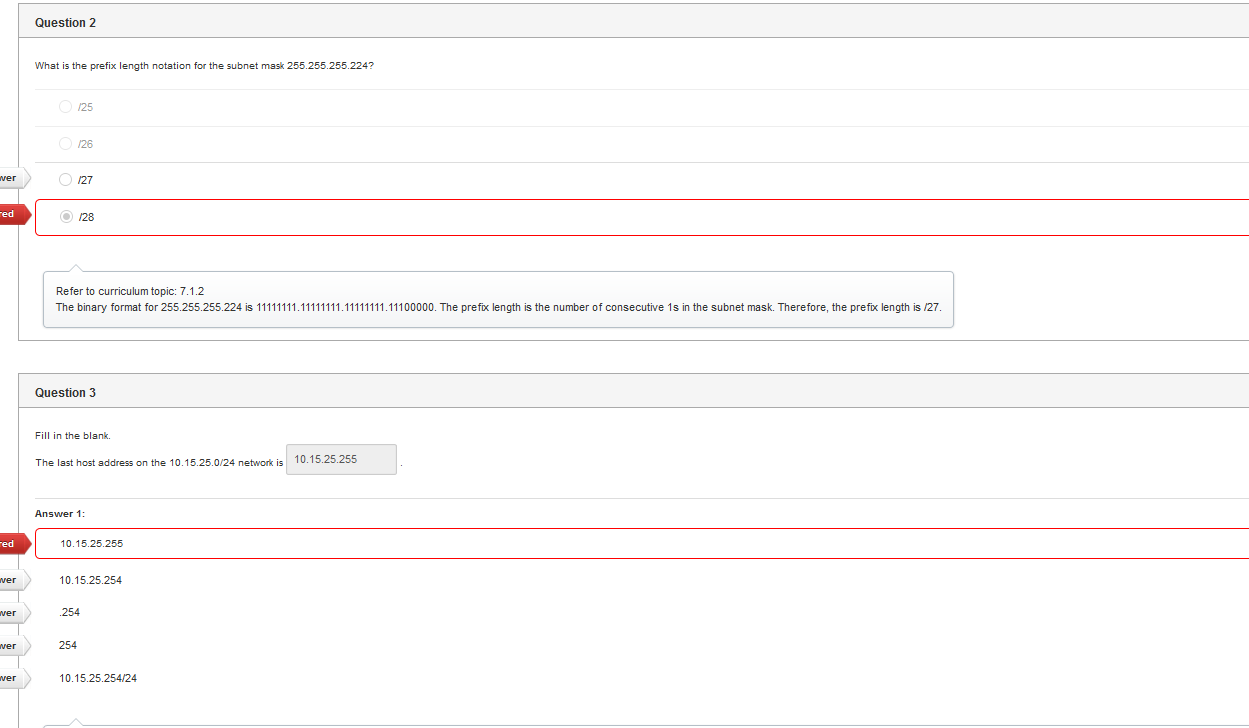 Question 2
What is the prefix length notation for the subnet mask 255.255.255.224?
/25
/26
wer
/27
red
/28
Refer to curriculum topic: 7.1.2
The binary format for 255.255.255.224 is 11111111.11111111.11111111.11100000. The prefix length is the number of consecutive 1s in the subnet mask. Therefore, the prefix length is /27.
Question 3
Fill in the blank.
The last host address on the 10.15.25.0/24 network is 10.15.25.255 .
Answer 1:
red
10.15.25.255
wer
10.15.25.254
wer
.254
wer
254
wer
10.15.25.254/24